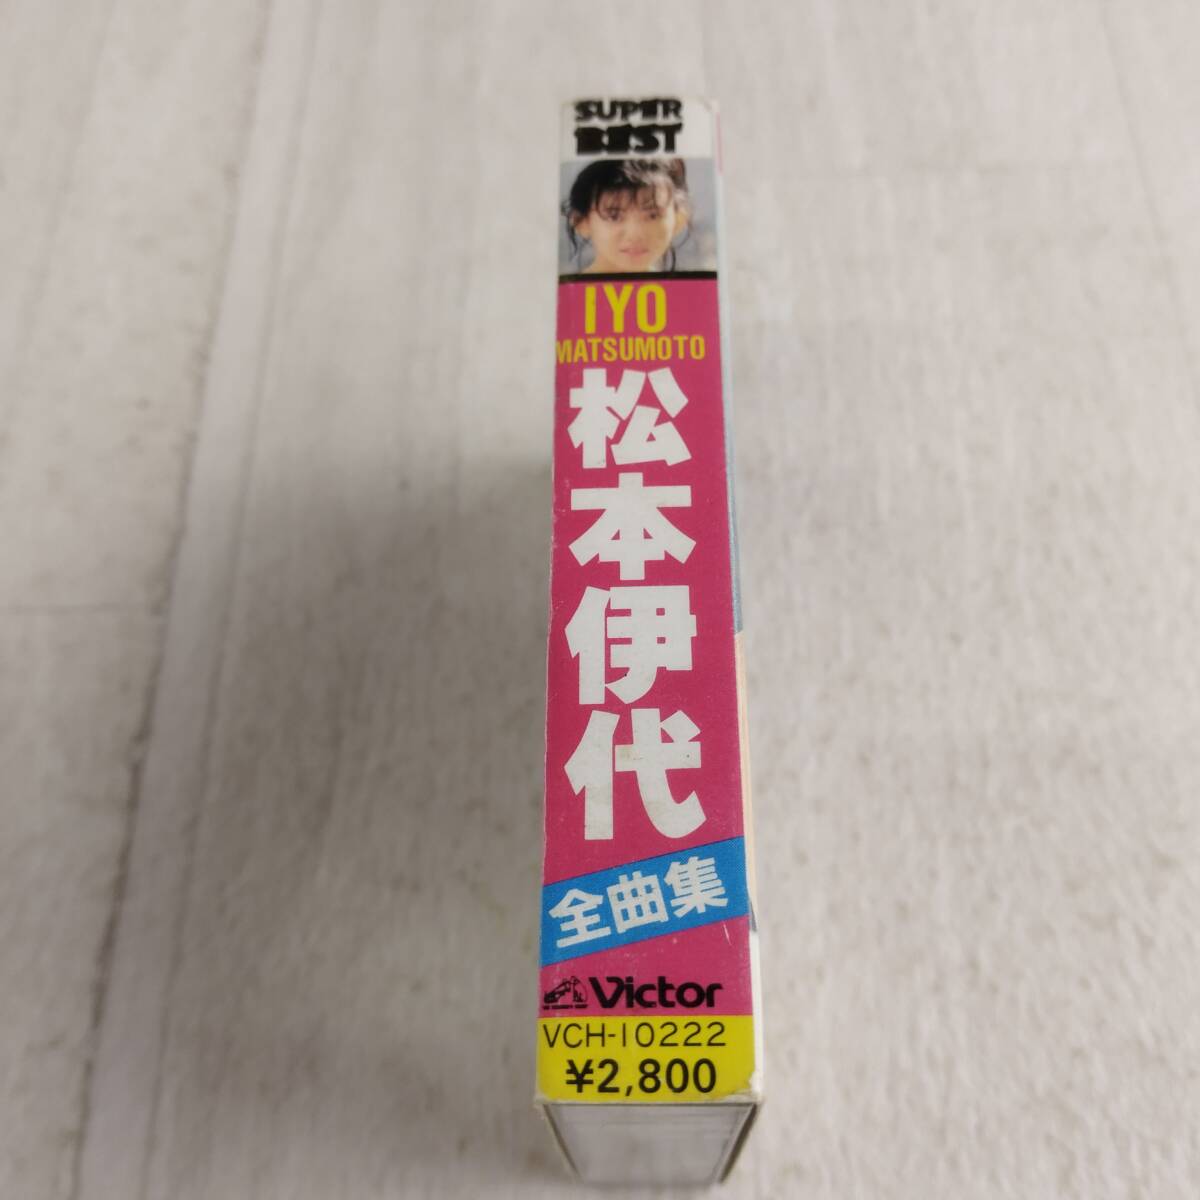 SUPER
BEST
IYO
MATSUMOTO
松本伊代
全曲集
Victor
VCH-10222
¥2,800